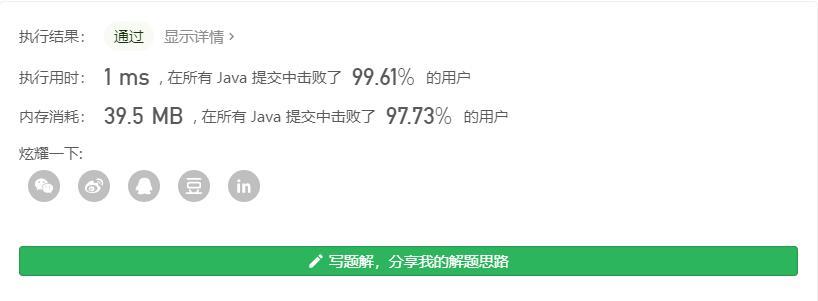 执行结果： 通过 显示详情 >
执行用时： 1 ms , 在所有 Java 提交中击败了 99.61% 的用户
内存消耗： 39.5 MB , 在所有 Java 提交中击败了 97.73% 的用户
炫耀一下:
豆 in
写题解，分享我的解题思路